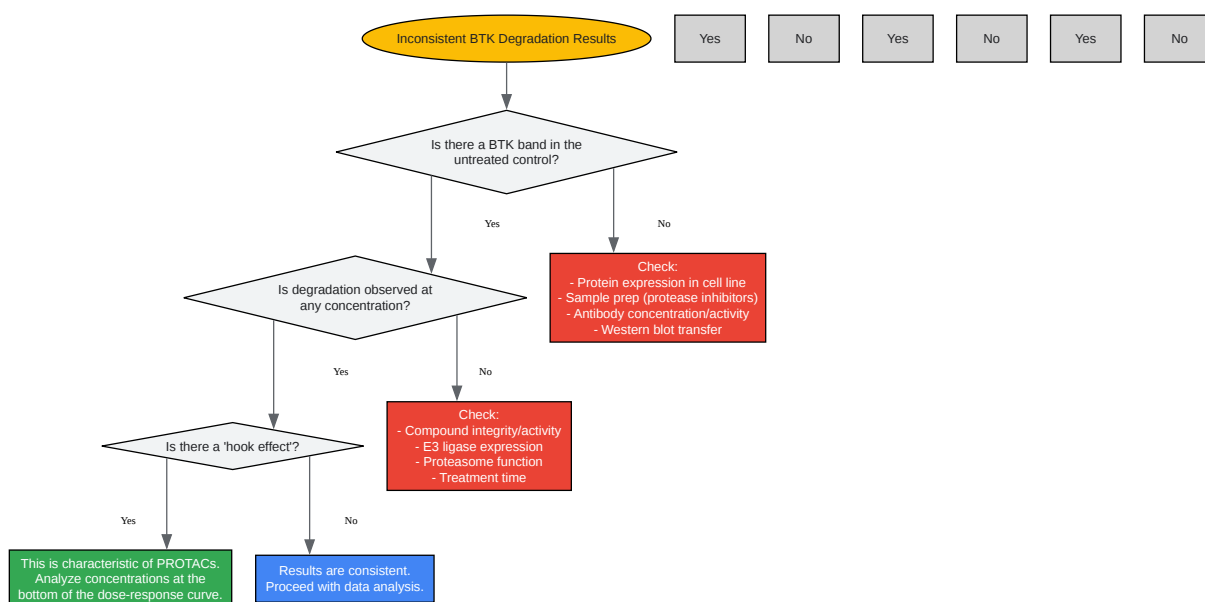 Inconsistent BTK Degradation Results
Yes
No
Yes
No
Yes
No
Is there a BTK band in the
untreated control?
Yes
No
Is degradation observed at
any concentration?
Check:
- Protein expression in cell line
- Sample prep (protease inhibitors)
- Antibody concentration/activity
- Western blot transfer
Yes
No
Is there a 'hook effect'?
Check:
- Compound integrity/activity
- E3 ligase expression
- Proteasome function
- Treatment time
Yes
No
This is characteristic of PROTACs.
Analyze concentrations at the
bottom of the dose-response curve.
Results are consistent.
Proceed with data analysis.